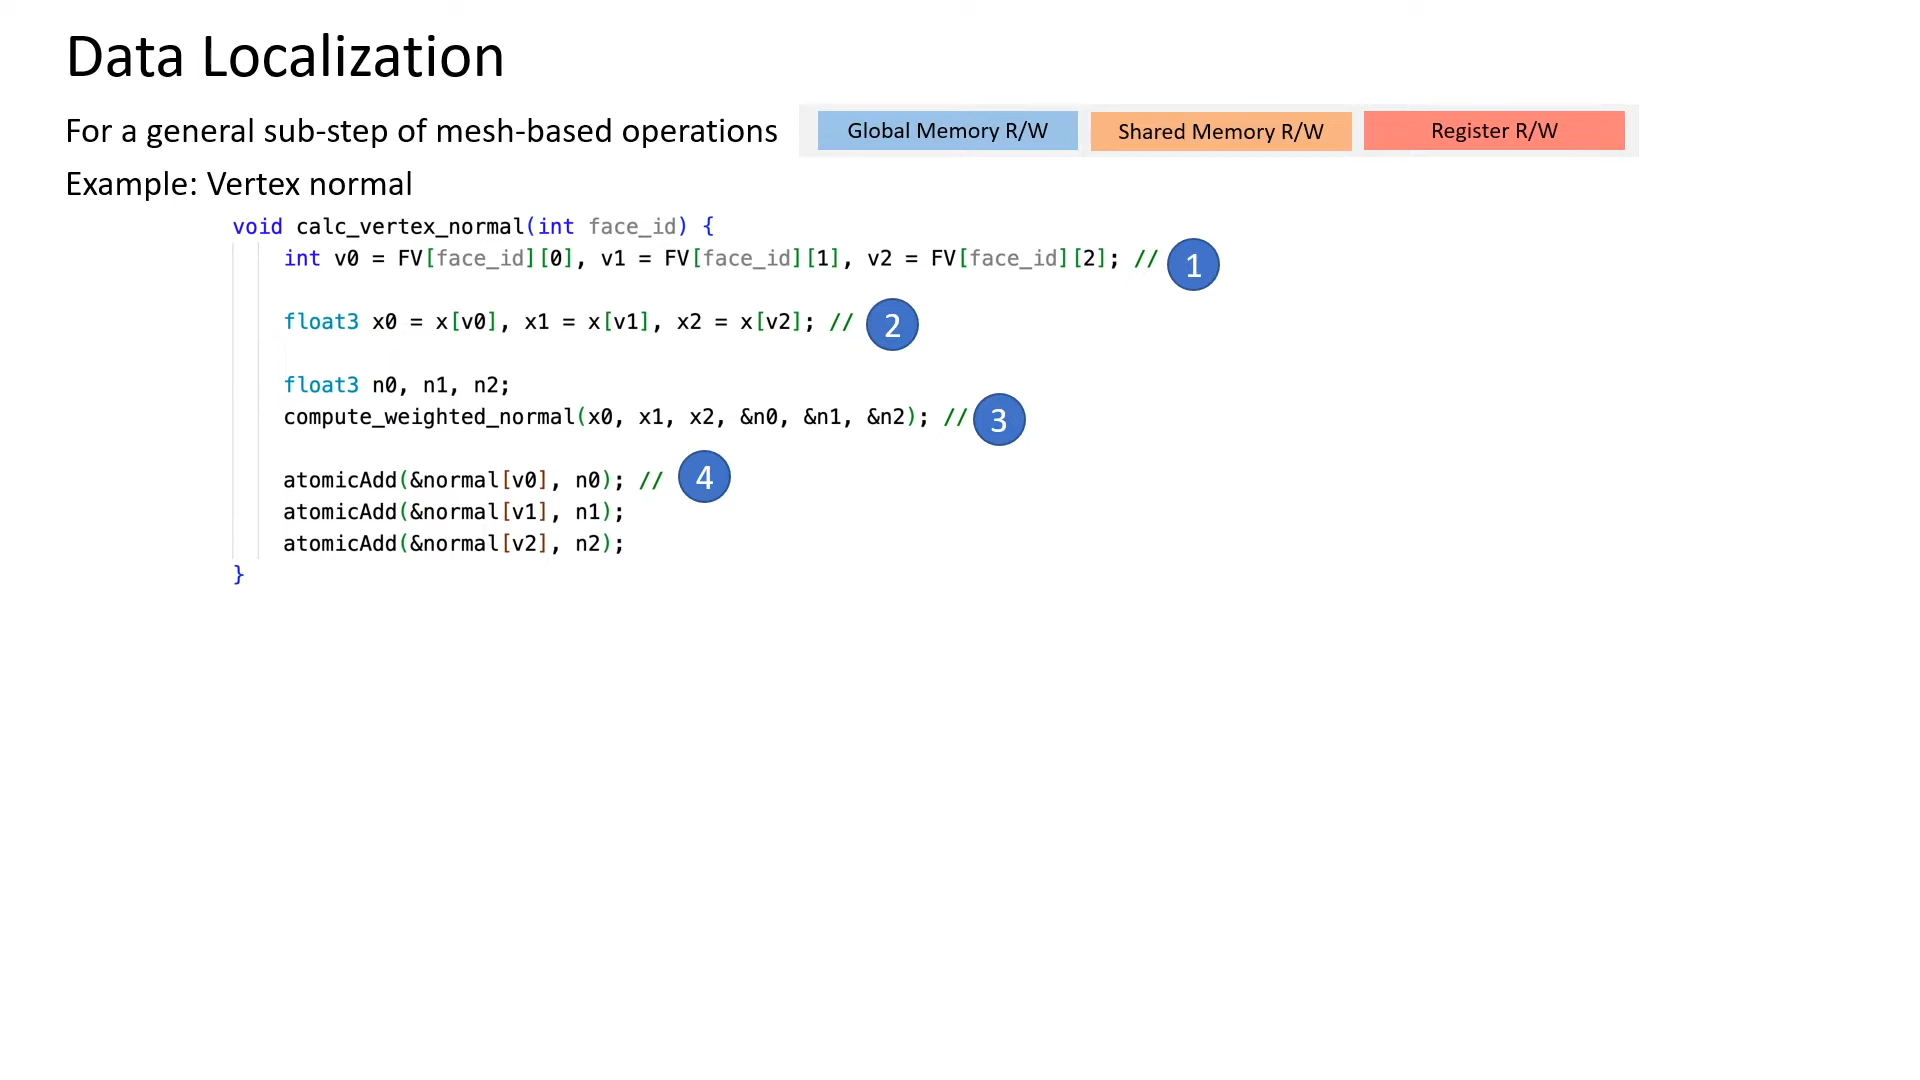 Data Localization
For a general sub-step of mesh-based operations
Global Memory R/W
Shared Memory R/W
Register R/W
Example: Vertex normal
void calc_vertex_normal(int face_id) {
int v0 = FV[face_id][0], v1 = FV[face_id][1], v2 = FV[face_id][2]; // 1
float3 x0 = x[v0], x1 = x[v1], x2 = x[v2]; // 2
float3 n0, n1, n2;
compute_weighted_normal(x0, x1, x2, &n0, &n1, &n2); // 3
atomicAdd(&normal[v0], n0); // 4
atomicAdd(&normal[v1], n1);
atomicAdd(&normal[v2], n2);
}